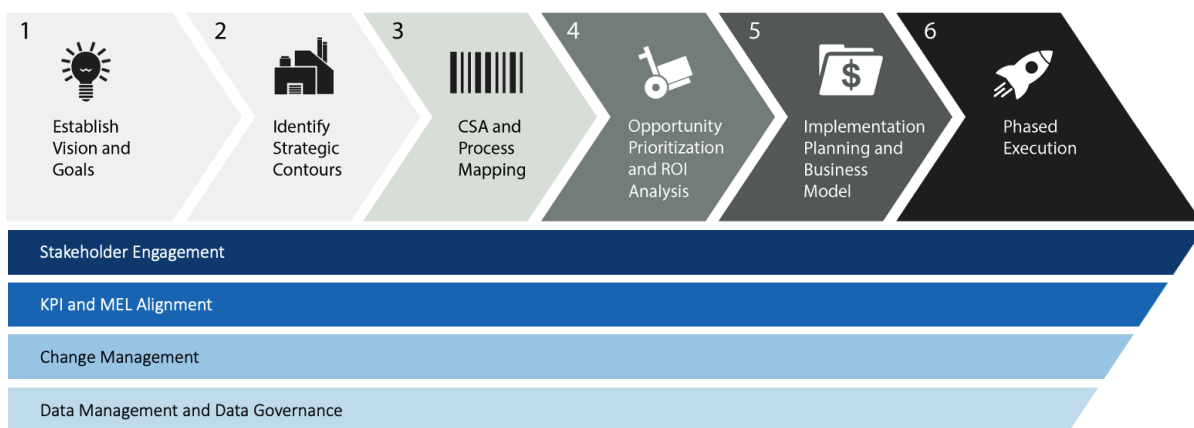 1
Establish
Vision and
Goals
2
Identify
Strategic
Contours
3
CSA and
Process
Mapping
4
Opportunity
Prioritization
and ROI
Analysis
5
$
Implementation
Planning and
Business
Model
6
Phased
Execution
Stakeholder Engagement
KPI and MEL Alignment
Change Management
Data Management and Data Governance